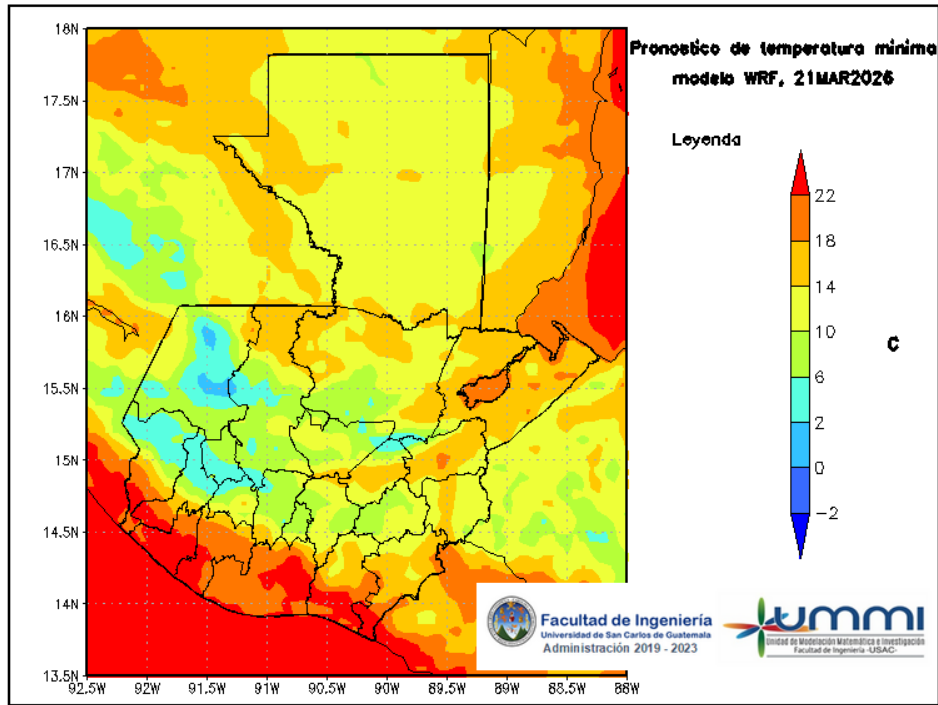 Pronostico de temperatura minima
modelo WRF, 21MAR2026
Leyenda
22
18
14
10
6
2
0
−2
C
18N
17.5N
17N
16.5N
16N
15.5N
15N
14.5N
14N
13.5N
92.5W 92W 91.5W 91W 90.5W 90W 89.5W 89W 88.5W 88W
Facultad de Ingeniería
Universidad de San Carlos de Guatemala
Administración 2019 - 2023
ummi
Unidad de Modelación Matemática e Investigación
Facultad de Ingeniería -USAC-